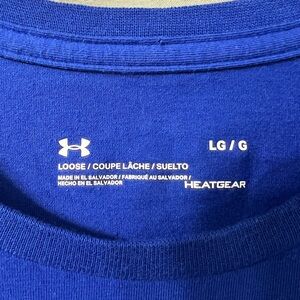 LG / G
LOOSE / COUPE LÂCHE / SUELTO
MADE IN EL SALVADOR / FABRIQUÉ AU SALVADOR /
HECHO EN EL SALVADOR
HEATGEAR